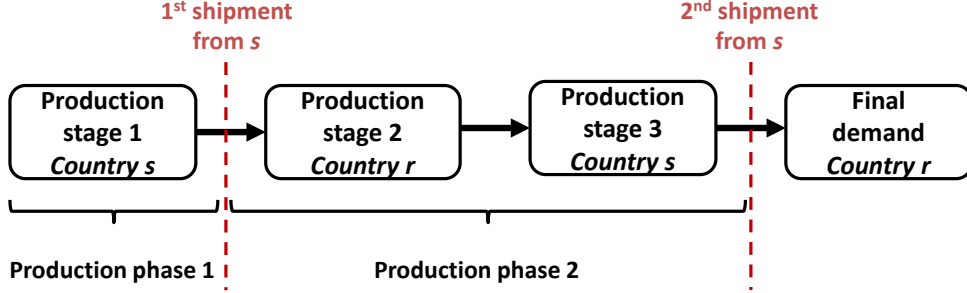 1st shipment
from s
2nd shipment
from s
Production
stage 1
Country s
Production
stage 2
Country r
Production
stage 3
Country s
Final
demand
Country r
Production phase 1
Production phase 2